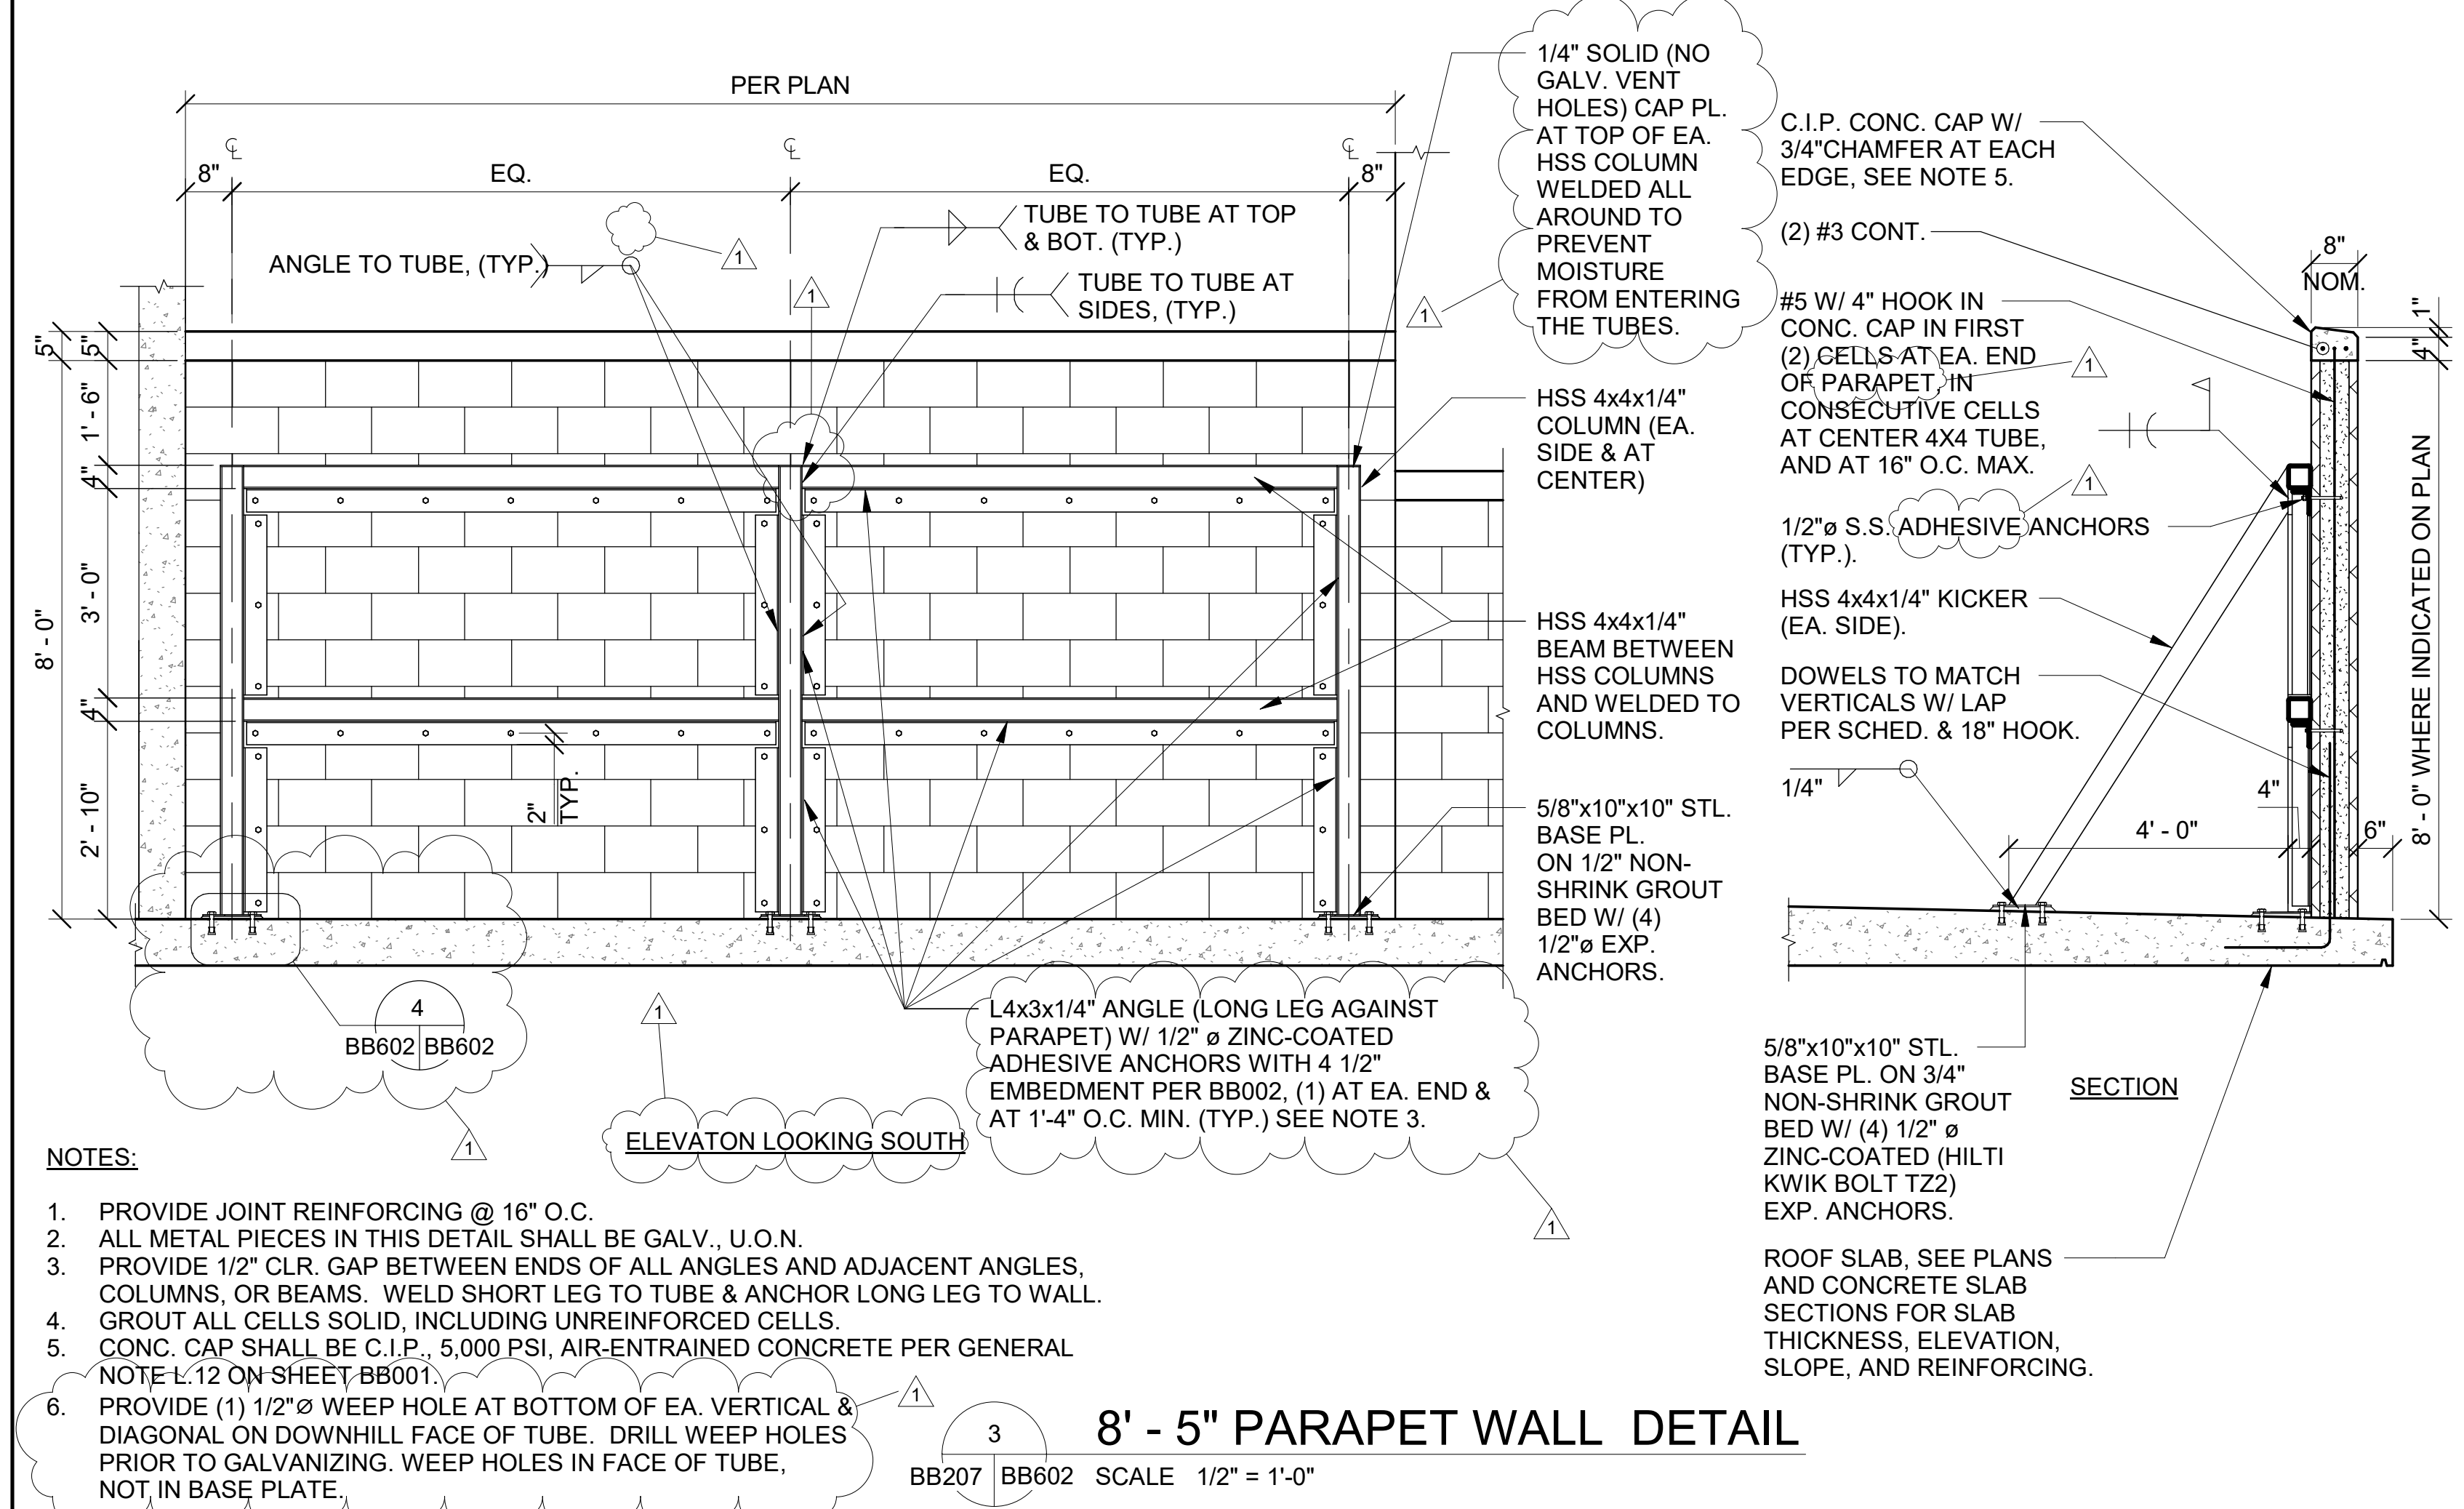 PER PLAN
8"
EQ.
EQ.
8"
ANGLE TO TUBE, (TYP.)
1
TUBE TO TUBE AT TOP
& BOT. (TYP.)
1
TUBE TO TUBE AT
SIDES, (TYP.)
1/4" SOLID (NO
GALV. VENT
HOLES) CAP PL.
AT TOP OF EA.
HSS COLUMN
WELDED ALL
AROUND TO
PREVENT
MOISTURE
FROM ENTERING
THE TUBES.
1
HSS 4x4x1/4"
COLUMN (EA.
SIDE & AT
CENTER)
HSS 4x4x1/4"
BEAM BETWEEN
HSS COLUMNS
AND WELDED TO
COLUMNS.
5/8"x10"x10" STL.
BASE PL.
ON 1/2" NON-
SHRINK GROUT
BED W/ (4)
1/2"ø EXP.
ANCHORS.
5"
5"
1' - 6"
4"
3' - 0"
4"
2' - 10"
8' - 0"
2"
TYP.
4
BB602 BB602
1
1
ELEVATON LOOKING SOUTH
L4x3x1/4" ANGLE (LONG LEG AGAINST
PARAPET) W/ 1/2" ø ZINC-COATED
ADHESIVE ANCHORS WITH 4 1/2"
EMBEDMENT PER BB002, (1) AT EA. END &
AT 1'-4" O.C. MIN. (TYP.) SEE NOTE 3.
1
C.I.P. CONC. CAP W/
3/4"CHAMFER AT EACH
EDGE, SEE NOTE 5.
(2) #3 CONT.
#5 W/ 4" HOOK IN
CONC. CAP IN FIRST
(2) CELLS AT EA. END
OF PARAPET, IN
CONSECUTIVE CELLS
AT CENTER 4X4 TUBE,
AND AT 16" O.C. MAX.
1
1
1/2"ø S.S. ADHESIVE ANCHORS
(TYP.).
HSS 4x4x1/4" KICKER
(EA. SIDE).
DOWELS TO MATCH
VERTICALS W/ LAP
PER SCHED. & 18" HOOK.
1/4"
8"
NOM.
1"
4"
8' - 0" WHERE INDICATED ON PLAN
4' - 0"
4"
6"
5/8"x10"x10" STL.
BASE PL. ON 3/4"
NON-SHRINK GROUT
BED W/ (4) 1/2" ø
ZINC-COATED (HILTI
KWIK BOLT TZ2)
EXP. ANCHORS.
SECTION
ROOF SLAB, SEE PLANS
AND CONCRETE SLAB
SECTIONS FOR SLAB
THICKNESS, ELEVATION,
SLOPE, AND REINFORCING.
NOTES:
1. PROVIDE JOINT REINFORCING @ 16" O.C.
2. ALL METAL PIECES IN THIS DETAIL SHALL BE GALV., U.O.N.
3. PROVIDE 1/2" CLR. GAP BETWEEN ENDS OF ALL ANGLES AND ADJACENT ANGLES,
COLUMNS, OR BEAMS. WELD SHORT LEG TO TUBE & ANCHOR LONG LEG TO WALL.
4. GROUT ALL CELLS SOLID, INCLUDING UNREINFORCED CELLS.
5. CONC. CAP SHALL BE C.I.P., 5,000 PSI, AIR-ENTRAINED CONCRETE PER GENERAL
NOTE L.12 ON SHEET BB001.
6. PROVIDE (1) 1/2"Ø WEEP HOLE AT BOTTOM OF EA. VERTICAL &
DIAGONAL ON DOWNHILL FACE OF TUBE. DRILL WEEP HOLES
PRIOR TO GALVANIZING. WEEP HOLES IN FACE OF TUBE,
NOT IN BASE PLATE.
1
3
BB207 BB602
8' - 5" PARAPET WALL DETAIL
SCALE 1/2" = 1'-0"